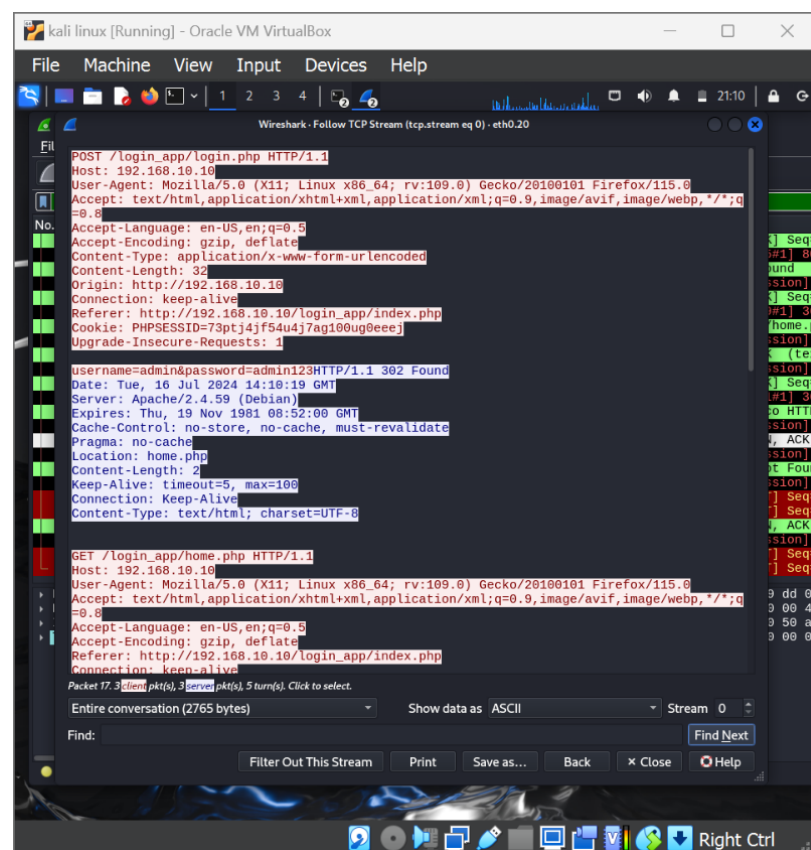 kali linux [Running] - Oracle VM VirtualBox
File Machine View Input Devices Help
1 2 3 4 21:10
Wireshark · Follow TCP Stream (tcp.stream eq 0) · eth0.20
POST /login_app/login.php HTTP/1.1
Host: 192.168.10.10
User-Agent: Mozilla/5.0 (X11; Linux x86_64; rv:109.0) Gecko/20100101 Firefox/115.0
Accept: text/html,application/xhtml+xml,application/xml;q=0.9,image/avif,image/webp,*/*;q
=0.8
Accept-Language: en-US,en;q=0.5
Accept-Encoding: gzip, deflate
Content-Type: application/x-www-form-urlencoded
Content-Length: 32
Origin: http://192.168.10.10
Connection: keep-alive
Referer: http://192.168.10.10/login_app/index.php
Cookie: PHPSESSID=73ptj4jf54u4j7ag100ug0eeej
Upgrade-Insecure-Requests: 1
username=admin&password=admin123HTTP/1.1 302 Found
Date: Tue, 16 Jul 2024 14:10:19 GMT
Server: Apache/2.4.59 (Debian)
Expires: Thu, 19 Nov 1981 08:52:00 GMT
Cache-Control: no-store, no-cache, must-revalidate
Pragma: no-cache
Location: home.php
Content-Length: 2
Keep-Alive: timeout=5, max=100
Connection: Keep-Alive
Content-Type: text/html; charset=UTF-8
GET /login_app/home.php HTTP/1.1
Host: 192.168.10.10
User-Agent: Mozilla/5.0 (X11; Linux x86_64; rv:109.0) Gecko/20100101 Firefox/115.0
Accept: text/html,application/xhtml+xml,application/xml;q=0.9,image/avif,image/webp,*/*;q
=0.8
Accept-Language: en-US,en;q=0.5
Accept-Encoding: gzip, deflate
Referer: http://192.168.10.10/login_app/index.php
Connection: keep-alive
Packet 17. 3 client pkt(s), 3 server pkt(s), 5 turn(s). Click to select.
Entire conversation (2765 bytes) Show data as ASCII Stream 0
Find: Find Next
Filter Out This Stream Print Save as... Back × Close Help
Right Ctrl